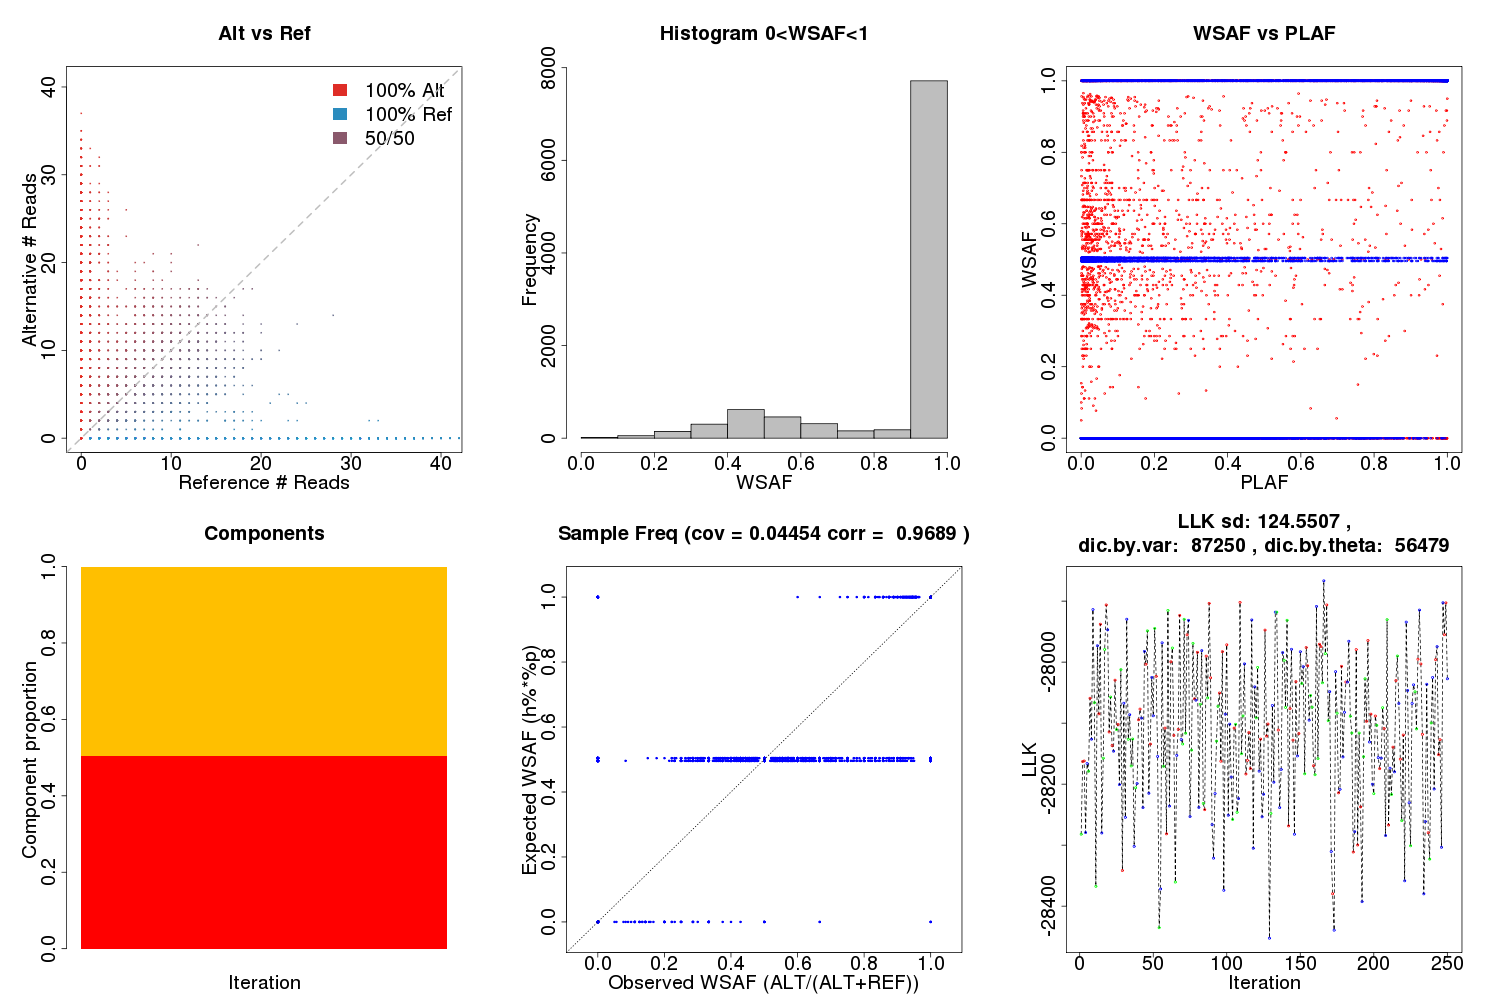 Alt vs Ref
100% Alt
100% Ref
50/50
Alternative # Reads
0
10
20
30
40
0
10
20
30
40
Reference # Reads
Histogram 0<WSAF<1
Frequency
0
2000
4000
6000
8000
0.0
0.2
0.4
0.6
0.8
1.0
WSAF
WSAF vs PLAF
WSAF
0.0
0.2
0.4
0.6
0.8
1.0
0.0
0.2
0.4
0.6
0.8
1.0
PLAF
Components
Component proportion
0.0
0.2
0.4
0.6
0.8
1.0
Iteration
Sample Freq (cov = 0.04454 corr = 0.9689 )
Expected WSAF (h%*%p)
0.0
0.2
0.4
0.6
0.8
1.0
0.0
0.2
0.4
0.6
0.8
1.0
Observed WSAF (ALT/(ALT+REF))
LLK sd: 124.5507 ,
dic.by.var: 87250 , dic.by.theta: 56479
LLK
-28400
-28200
-28000
0
50
100
150
200
250
Iteration